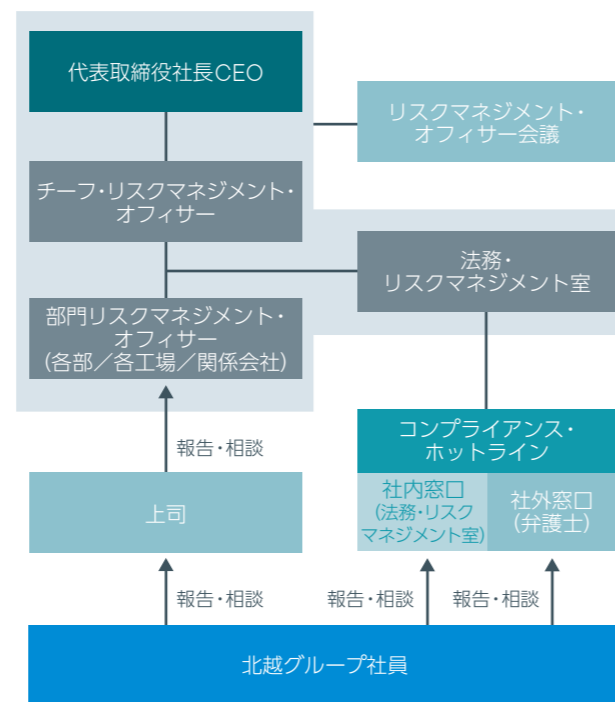 代表取締役社長CEO
リスクマネジメント・
オフィサー会議
チーフ・リスクマネジメント・
オフィサー
法務・
リスクマネジメント室
部門リスクマネジメント・
オフィサー
(各部／各工場／関係会社)
報告・相談
コンプライアンス・
ホットライン
上司
社内窓口
(法務・リスク
マネジメント室)
社外窓口
(弁護士)
報告・相談
報告・相談
報告・相談
北越グループ社員